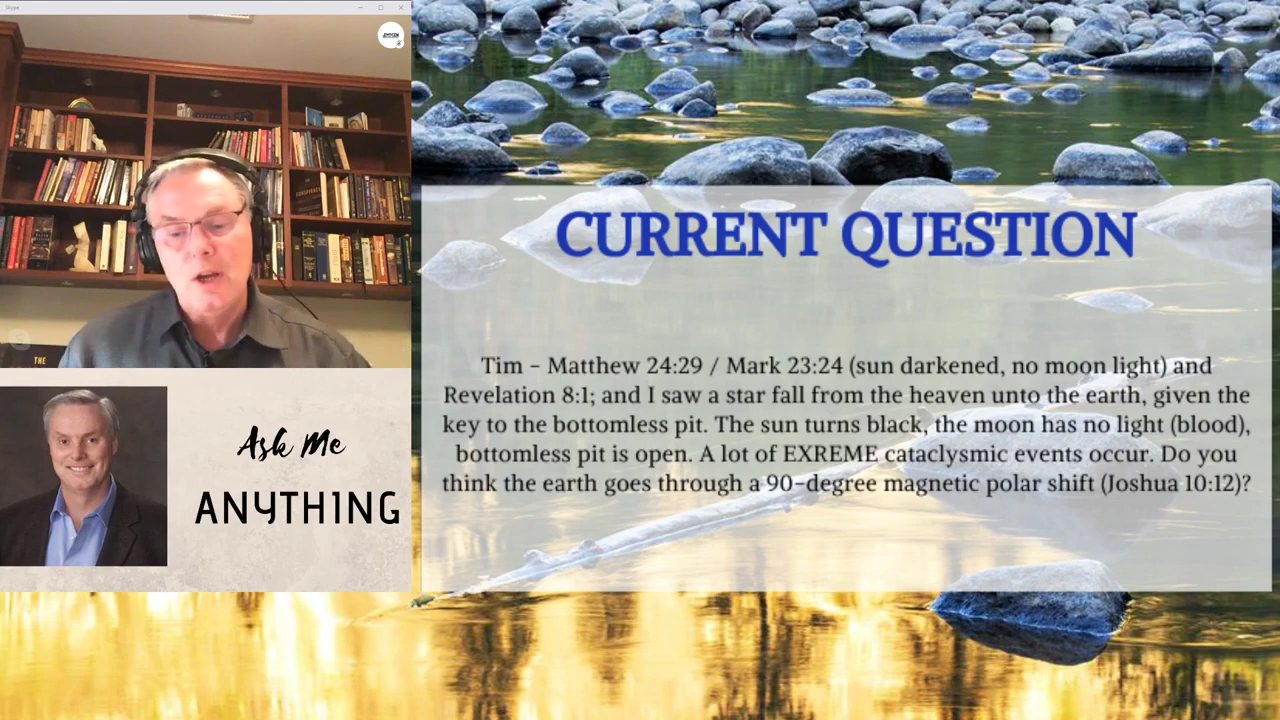 Skype
Ask Me
ANYTHING
THE
CURRENT QUESTION
Tim – Matthew 24:29 / Mark 23:24 (sun darkened, no moon light) and
Revelation 8:1; and I saw a star fall from the heaven unto the earth, given the
key to the bottomless pit. The sun turns black, the moon has no light (blood),
bottomless pit is open. A lot of EXREME cataclysmic events occur. Do you
think the earth goes through a 90-degree magnetic polar shift (Joshua 10:12)?